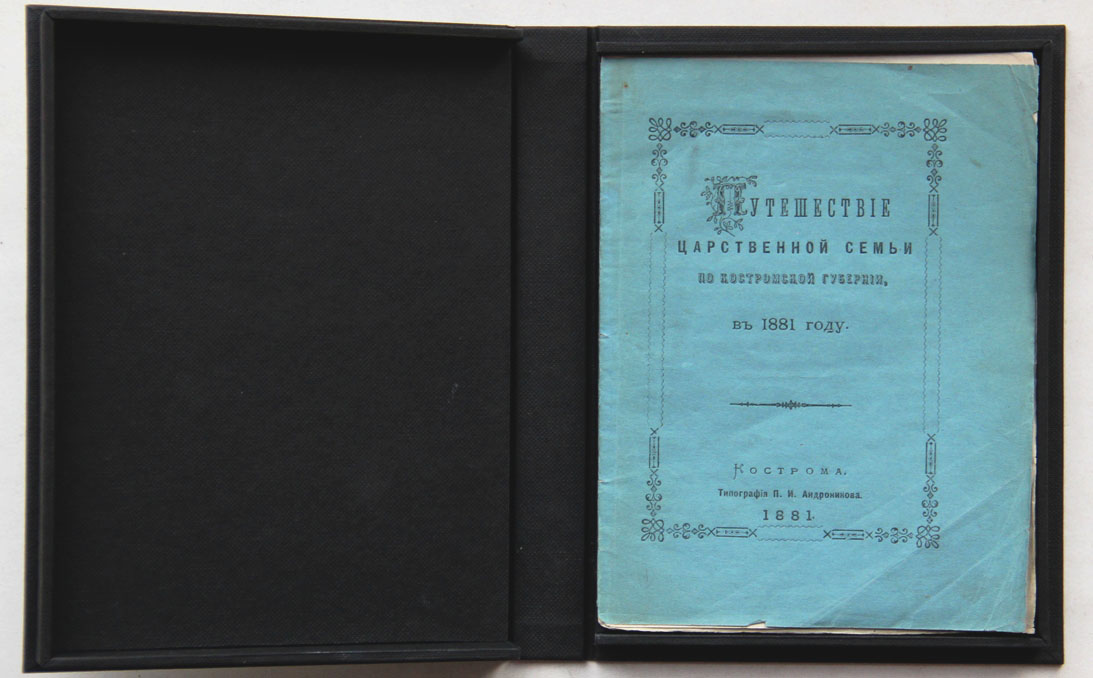 Путешествіе
ЦАРСТВЕННОЙ СЕМЬИ
ПО КОСТРОМСКОЙ ГУБЕРНІИ,
въ 1881 году.
КОСТРОМА.
Типографія П. И. Андроникова.
1881.